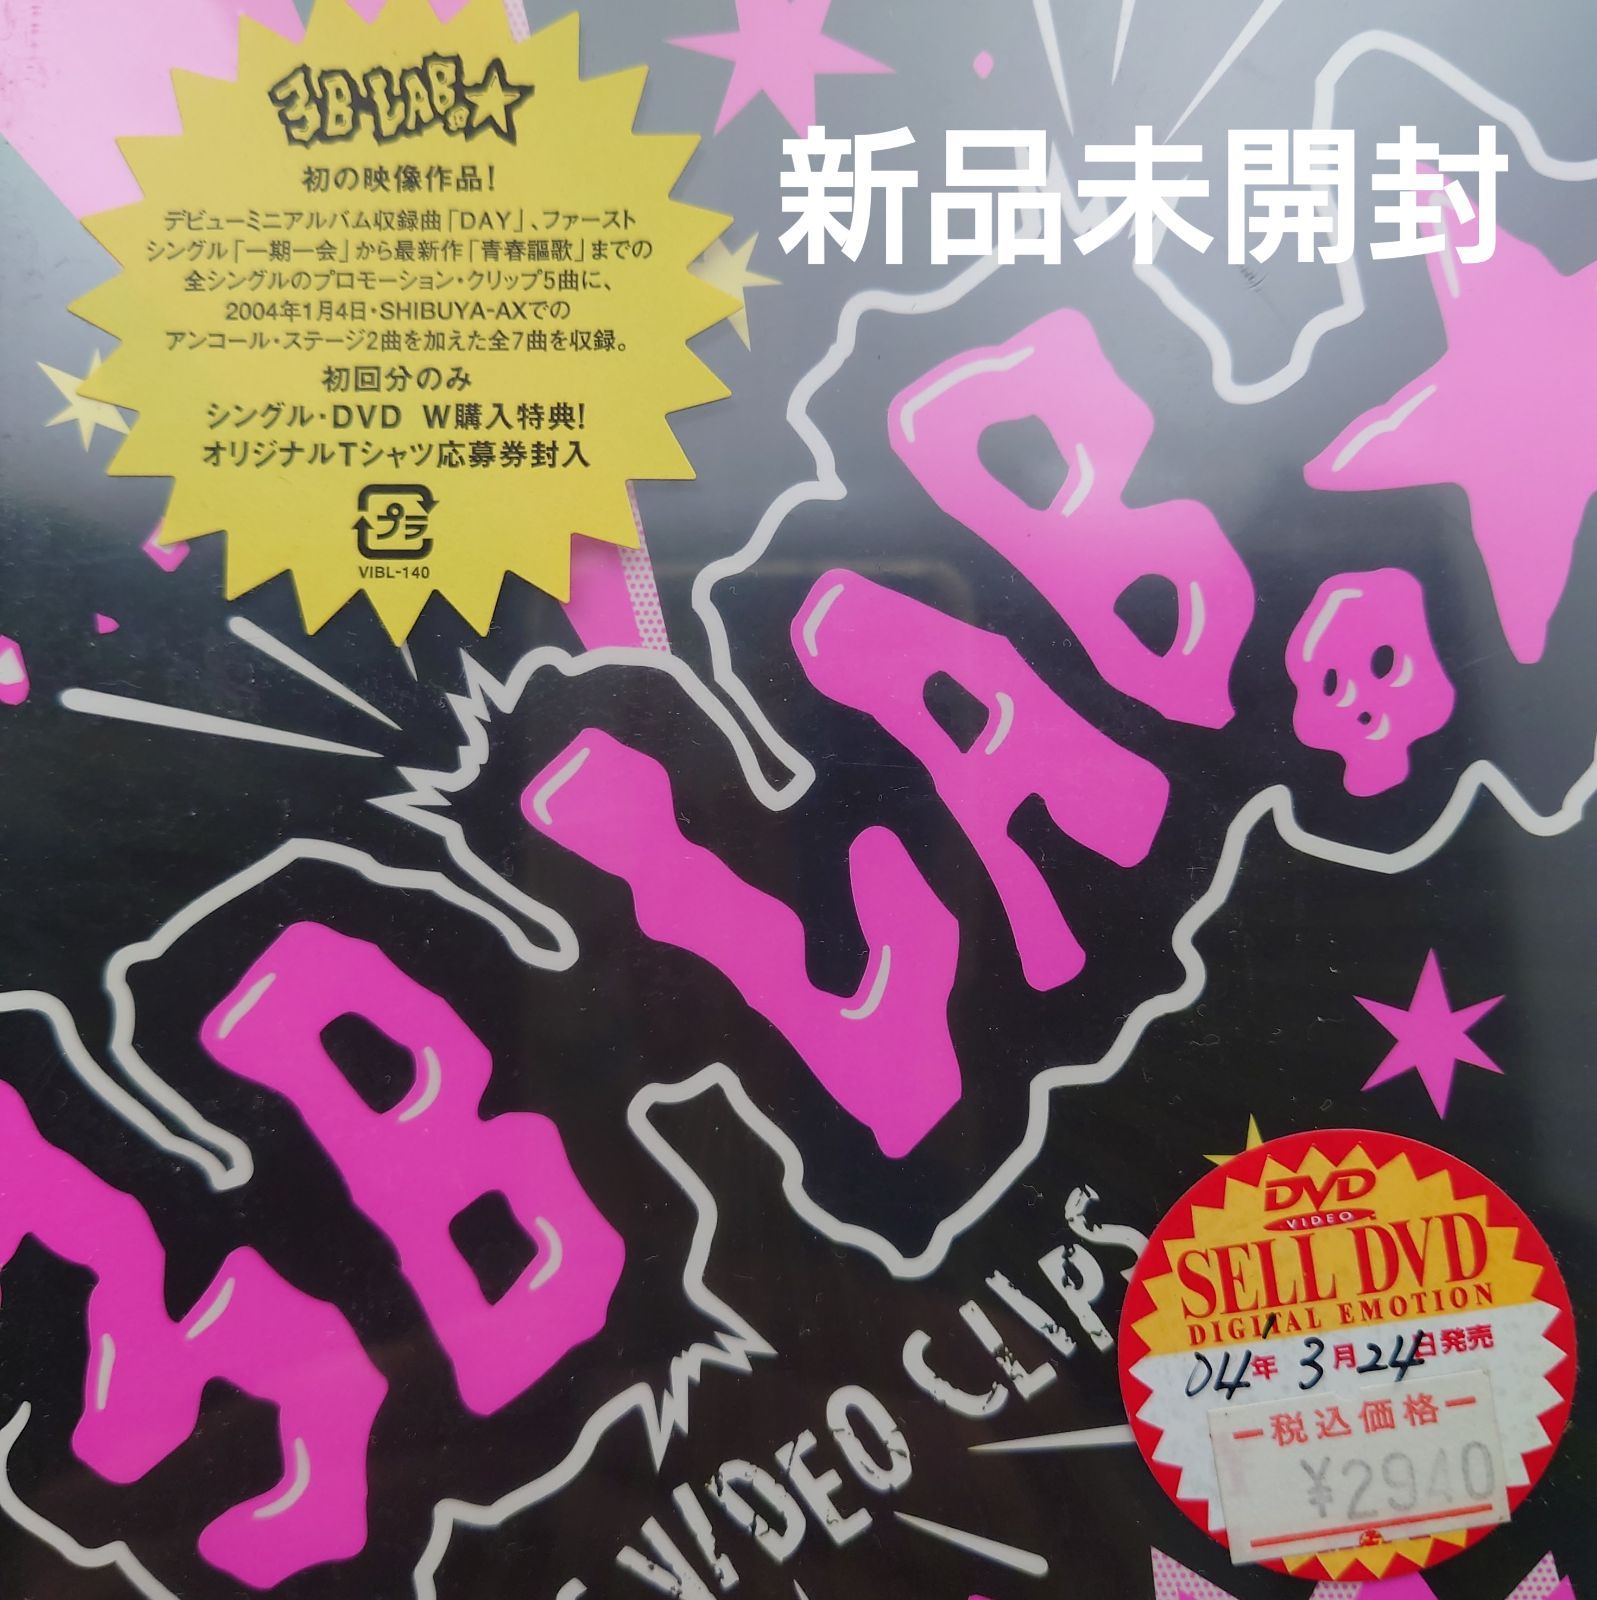 3B LAB.☆
初の映像作品!
デビューミニアルバム収録曲「DAY」、ファースト
シングル「一期一会」から最新作「青春謳歌」までの
全シングルのプロモーション・クリップ5曲に、
2004年1月4日・SHIBUYA-AXでの
アンコール・ステージ2曲を加えた全7曲を収録。
初回分のみ
シングル・DVD W購入特典!
オリジナルTシャツ応募券封入
プラ
VIBL-140
新品未開封
3B LAB.
VIDEO CLIPS
DVD
VIDEO
SELL DVD
DIGITAL EMOTION
'04年 3月24日発売
ー税込価格ー
¥2940